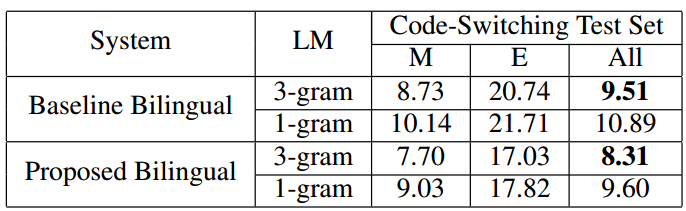 System LM Code-Switching Test Set
M E All
Baseline Bilingual 3-gram 8.73 20.74 9.51
1-gram 10.14 21.71 10.89
Proposed Bilingual 3-gram 7.70 17.03 8.31
1-gram 9.03 17.82 9.60